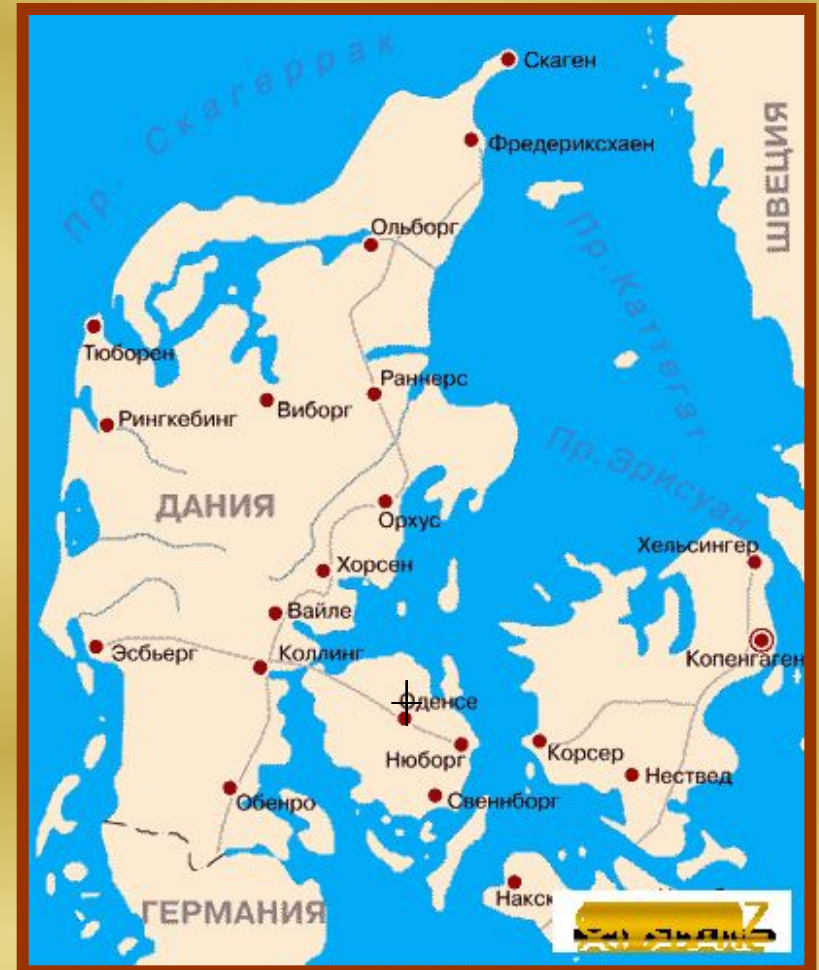 Пр. Скагеррак
Скаген
Фредериксхаен
ШВЕЦИЯ
Ольборг
Пр. Каттегат
Тюборен
Раннерс
Виборг
Рингкебинг
Пр. Эрисуан
ДАНИЯ
Орхус
Хельсингер
Хорсен
Вайле
Эсбьерг
Коллинг
Копенгаген
Оденсе
Нюборг
Корсер
Нествед
Обенро
Свеннборг
Накск
ГЕРМАНИЯ